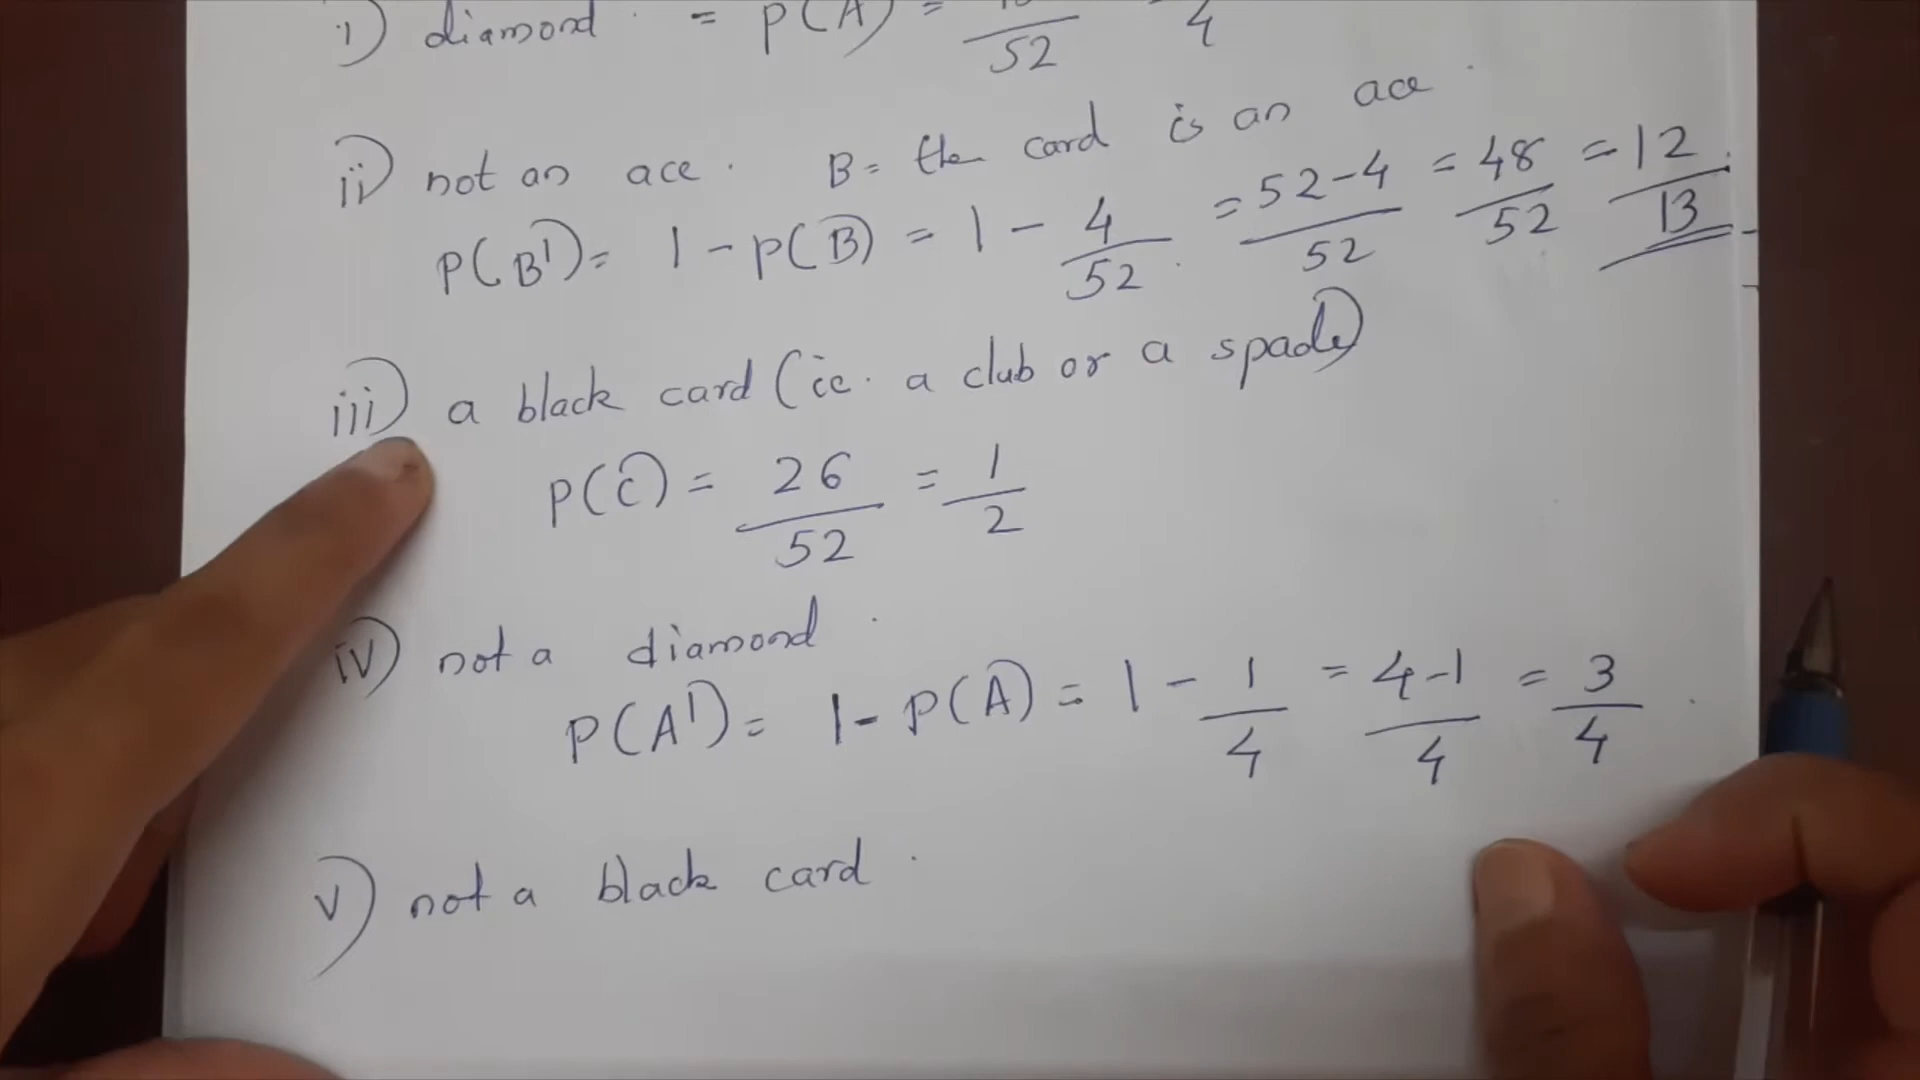 i) diamond . = P(A) = /52 4
ii) not an ace . B = the card is an ace .
P(B') = 1 - P(B) = 1 - 4/52 . = 52-4/52 = 48/52 = 12/13
iii) a black card (ie. a club or a spade)
P(C) = 26/52 = 1/2
iv) not a diamond .
P(A') = 1 - P(A) = 1 - 1/4 = 4-1/4 = 3/4 .
v) not a black card .